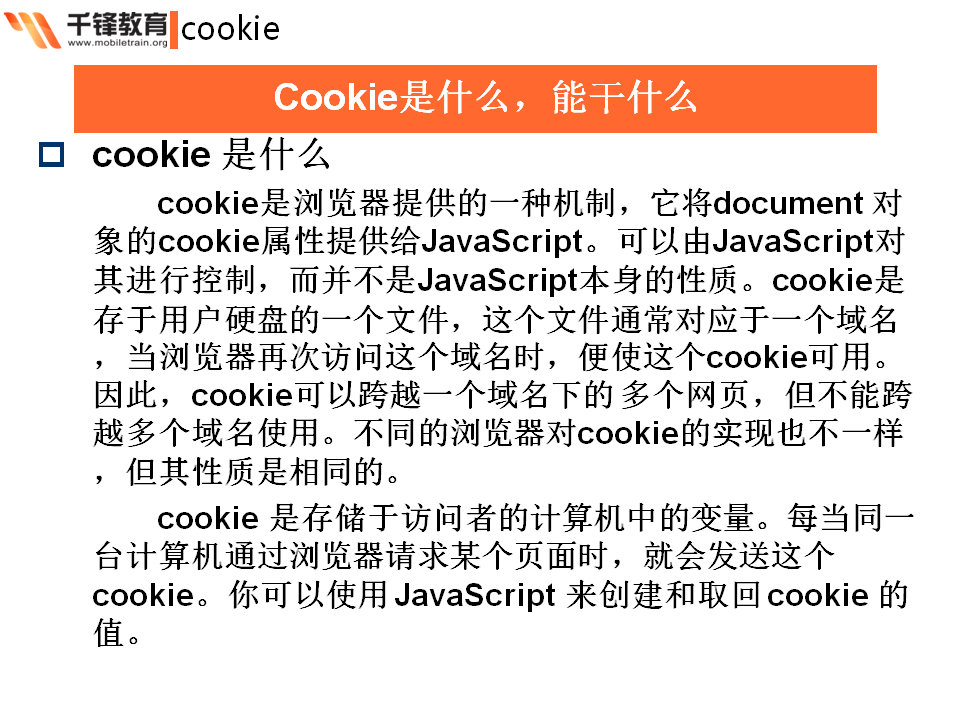 千锋教育 cookie
www.mobiletrain.org
Cookie是什么，能干什么
cookie 是什么
cookie是浏览器提供的一种机制，它将document 对
象的cookie属性提供给JavaScript。可以由JavaScript对
其进行控制，而并不是JavaScript本身的性质。cookie是
存于用户硬盘的一个文件，这个文件通常对应于一个域名
，当浏览器再次访问这个域名时，便使这个cookie可用。
因此，cookie可以跨越一个域名下的多个网页，但不能跨
越多个域名使用。不同的浏览器对cookie的实现也不一样
，但其性质是相同的。
cookie 是存储于访问者的计算机中的变量。每当同一
台计算机通过浏览器请求某个页面时，就会发送这个
cookie。你可以使用 JavaScript 来创建和取回 cookie 的
值。